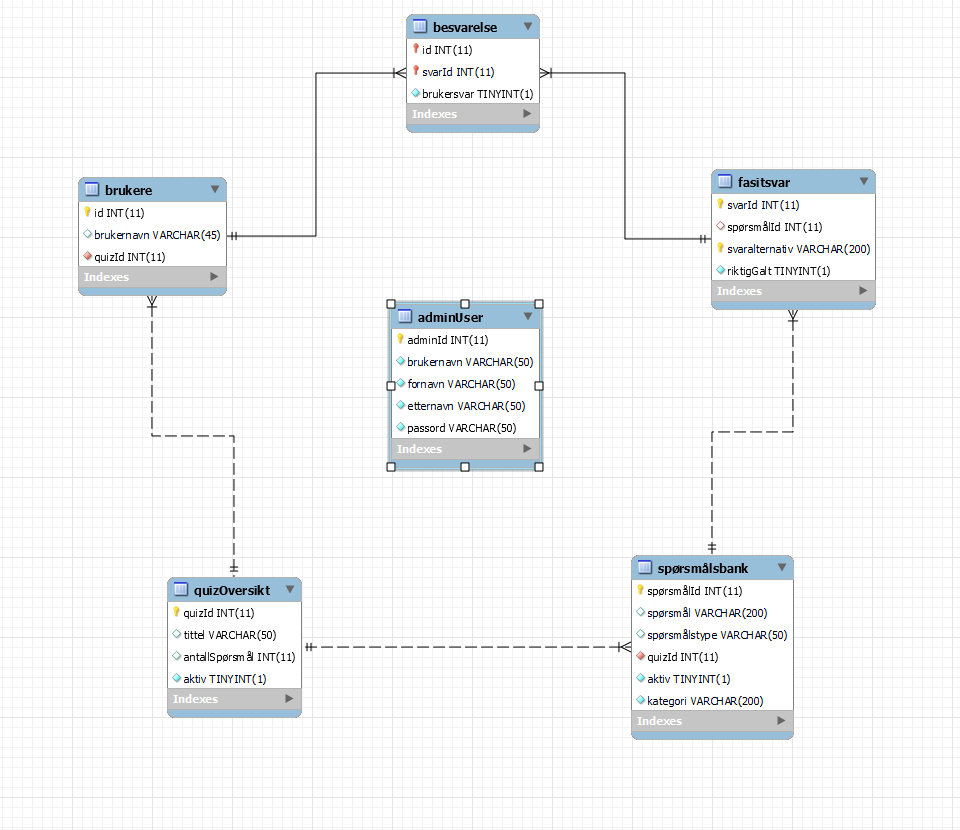 besvarelse
id INT(11)
svarId INT(11)
brukersvar TINYINT(1)
Indexes
brukere
id INT(11)
brukernavn VARCHAR(45)
quizId INT(11)
Indexes
fasitsvar
svarId INT(11)
spørsmålId INT(11)
svaralternativ VARCHAR(200)
riktigGalt TINYINT(1)
Indexes
adminUser
adminId INT(11)
brukernavn VARCHAR(50)
fornavn VARCHAR(50)
etternavn VARCHAR(50)
passord VARCHAR(50)
Indexes
quizOversikt
quizId INT(11)
tittel VARCHAR(50)
antallSpørsmål INT(11)
aktiv TINYINT(1)
Indexes
spørsmålsbank
spørsmålId INT(11)
spørsmål VARCHAR(200)
spørsmålstype VARCHAR(50)
quizId INT(11)
aktiv TINYINT(1)
kategori VARCHAR(200)
Indexes